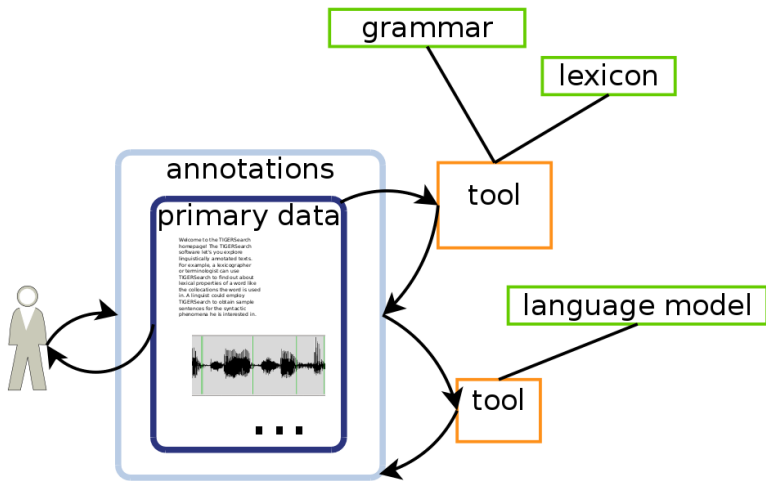 grammar
lexicon
annotations
tool
primary data
Welcome to the TIGERSearch
homepage! The TIGERSearch
software let's you explore
linguistically annotated texts.
For example, a lexicographer
or terminologist can use
TIGERSearch to find out about
lexical properties of a word like
the collocations the word is used
in. A linguist could employ
TIGERSearch to obtain sample
sentences for the syntactic
phenomena he is interested in.
language model
...
tool